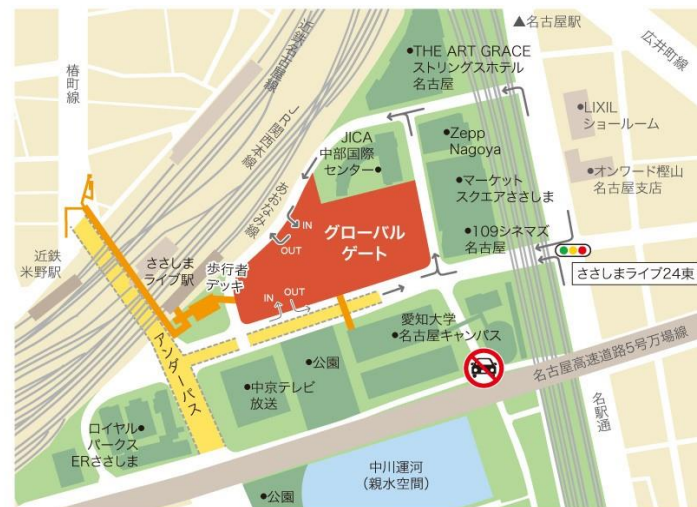 ▲名古屋駅
広井町線
近鉄名古屋線
椿町線
JR関西本線
あおなみ線
●THE ART GRACE
ストリングスホテル
名古屋
●LIXIL
ショールーム
JICA
中部国際
センター●
●Zepp
Nagoya
●オンワード樫山
名古屋支店
●マーケット
スクエアささしま
IN
OUT
グローバル
ゲート
●109シネマズ
名古屋
近鉄
米野駅
ささしま
ライブ駅
歩行者
デッキ
ささしまライブ24東
IN
OUT
アンダーパス
愛知大学
●名古屋キャンパス
●公園
●中京テレビ
放送
名古屋高速道路5号万場線
名駅通
ロイヤル●
パークス
ERささしま
中川運河
(親水空間)
●公園